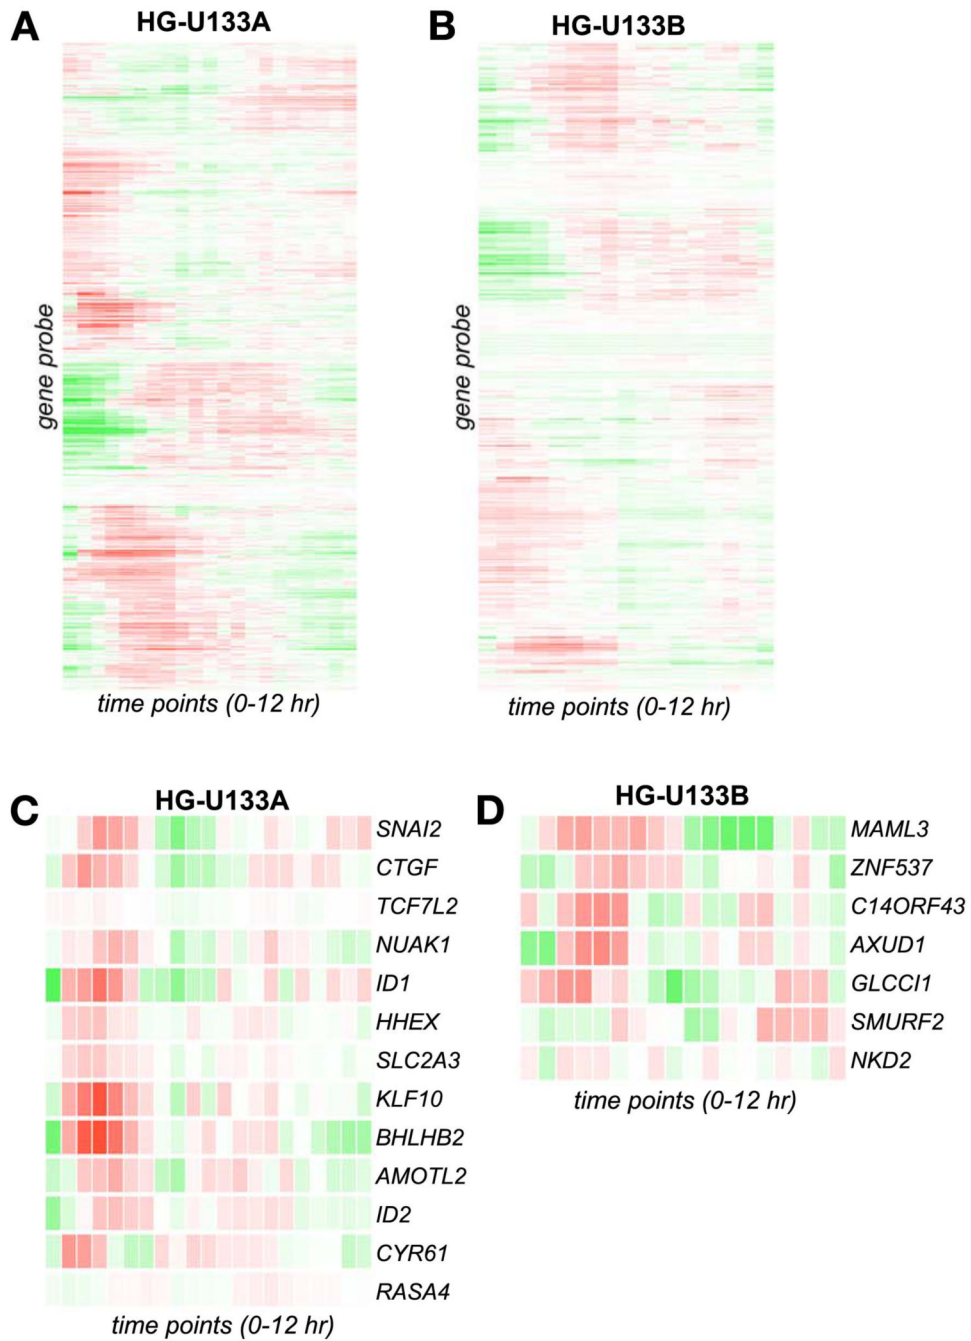 A
HG-U133A
gene probe
time points (0-12 hr)
B
HG-U133B
gene probe
time points (0-12 hr)
C
HG-U133A
SNAI2
CTGF
TCF7L2
NUAK1
ID1
HHEX
SLC2A3
KLF10
BHLHB2
AMOTL2
ID2
CYR61
RASA4
time points (0-12 hr)
D
HG-U133B
MAML3
ZNF537
C14ORF43
AXUD1
GLCCI1
SMURF2
NKD2
time points (0-12 hr)